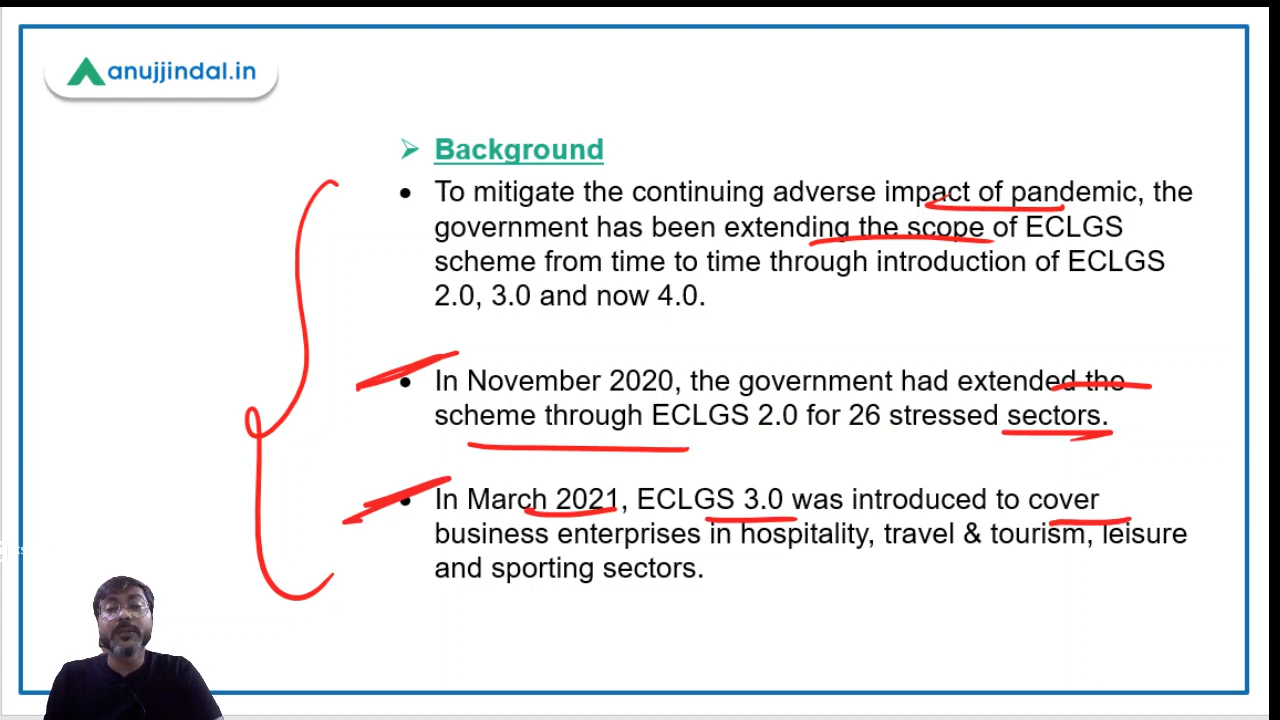 anujjindal.in
Background
To mitigate the continuing adverse impact of pandemic, the
government has been extending the scope of ECLGS
scheme from time to time through introduction of ECLGS
2.0, 3.0 and now 4.0.
In November 2020, the government had extended the
scheme through ECLGS 2.0 for 26 stressed sectors.
In March 2021, ECLGS 3.0 was introduced to cover
business enterprises in hospitality, travel & tourism, leisure
and sporting sectors.